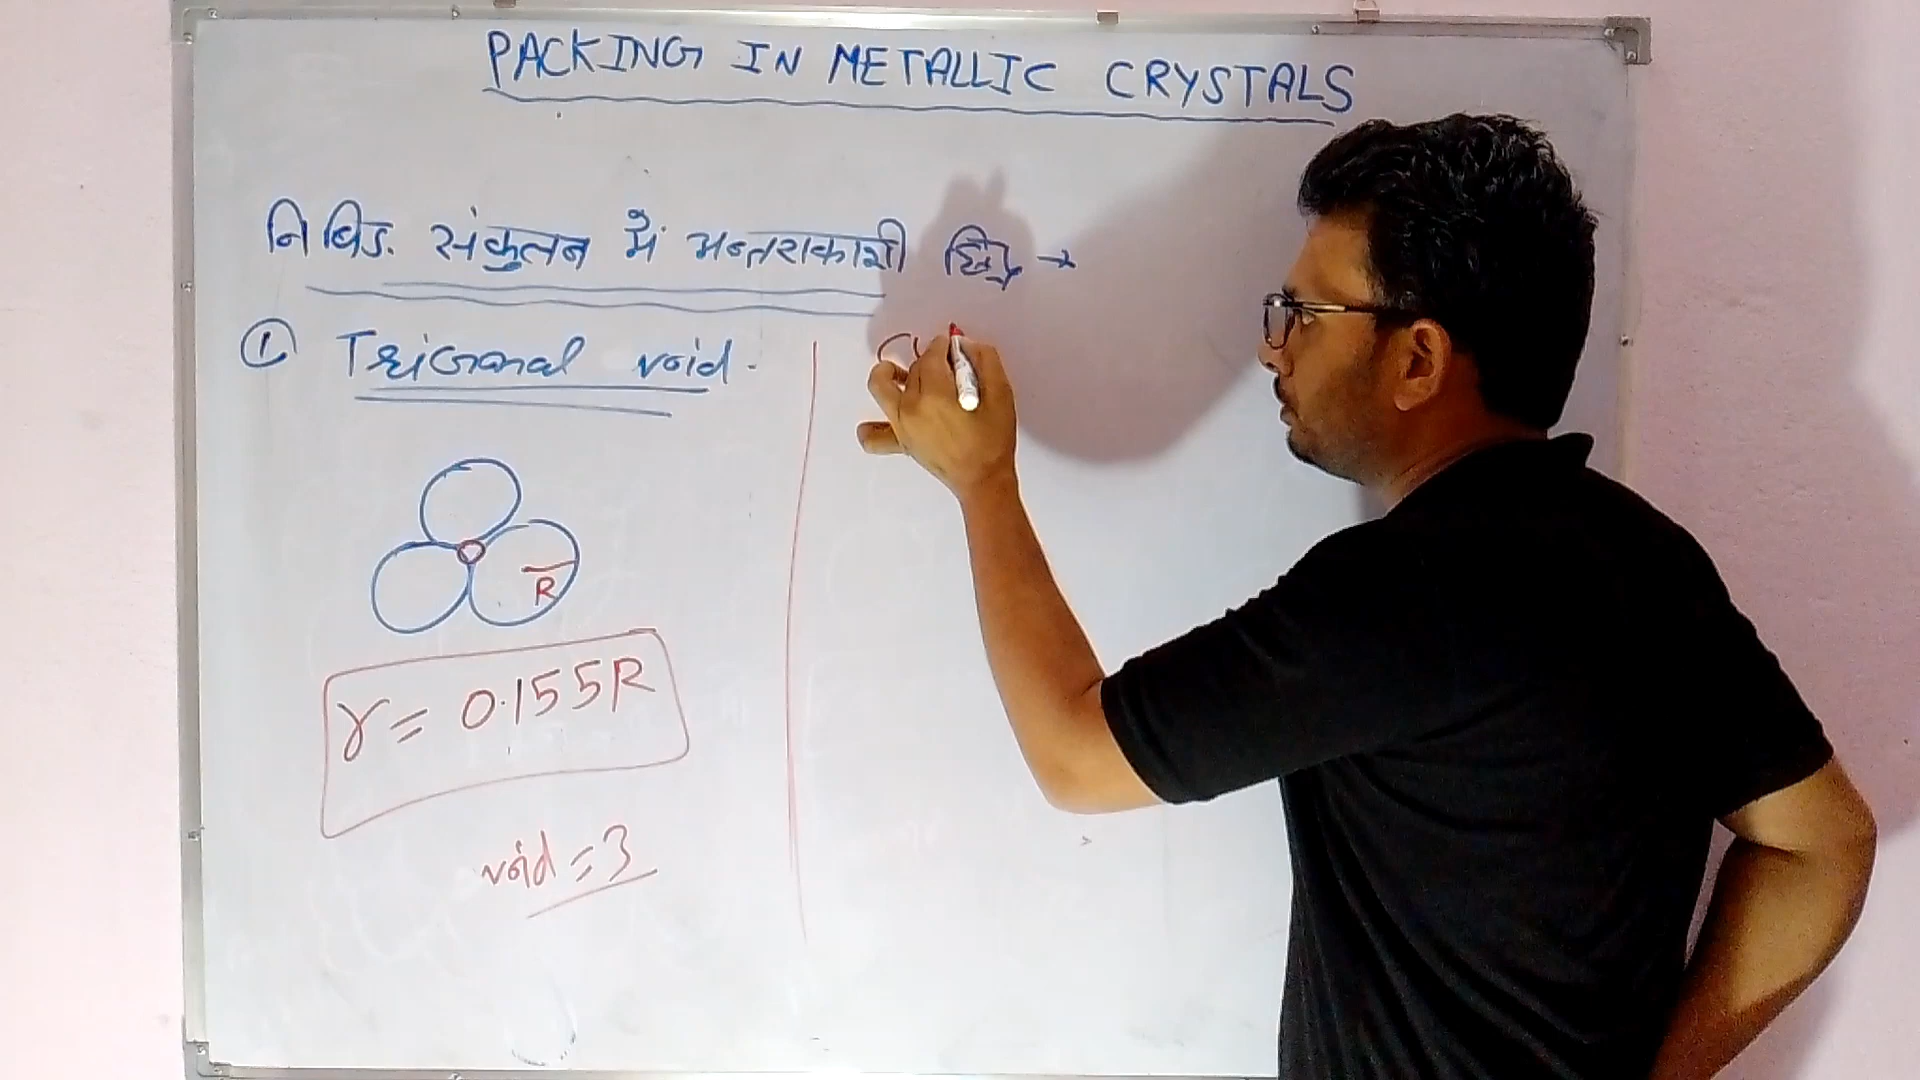 PACKING IN METALLIC CRYSTALS
निबिड. संकुलन में अन्तराकाशी छिद्र →
① Trigonal void.
R
r = 0.155R
void = 3